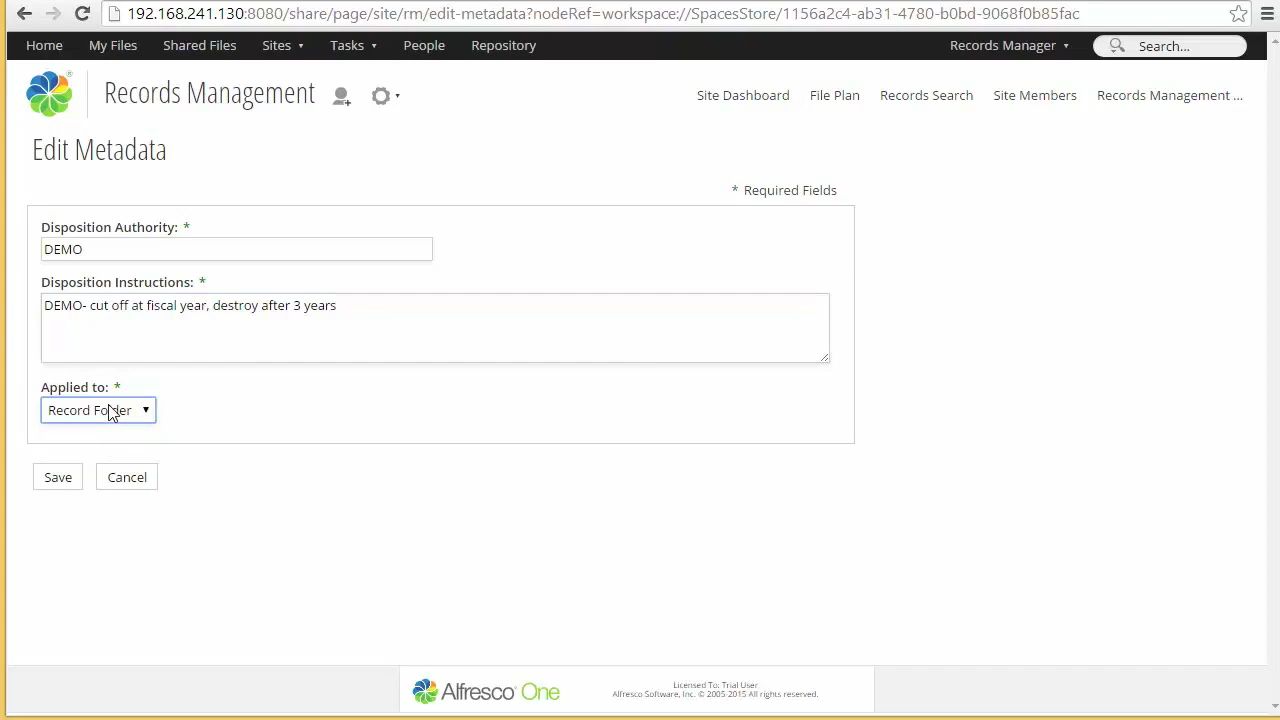 192.168.241.130:8080/share/page/site/rm/edit-metadata?nodeRef=workspace://SpacesStore/1156a2c4-ab31-4780-b0bd-9068f0b85fac
Home My Files Shared Files Sites Tasks People Repository Records Manager Search...
Records Management Site Dashboard File Plan Records Search Site Members Records Management ...
Edit Metadata
* Required Fields
Disposition Authority: *
DEMO
Disposition Instructions: *
DEMO- cut off at fiscal year, destroy after 3 years
Applied to: *
Record Folder
Save Cancel
Alfresco One
Licensed To: Trial User
Alfresco Software, Inc. © 2005-2015 All rights reserved.